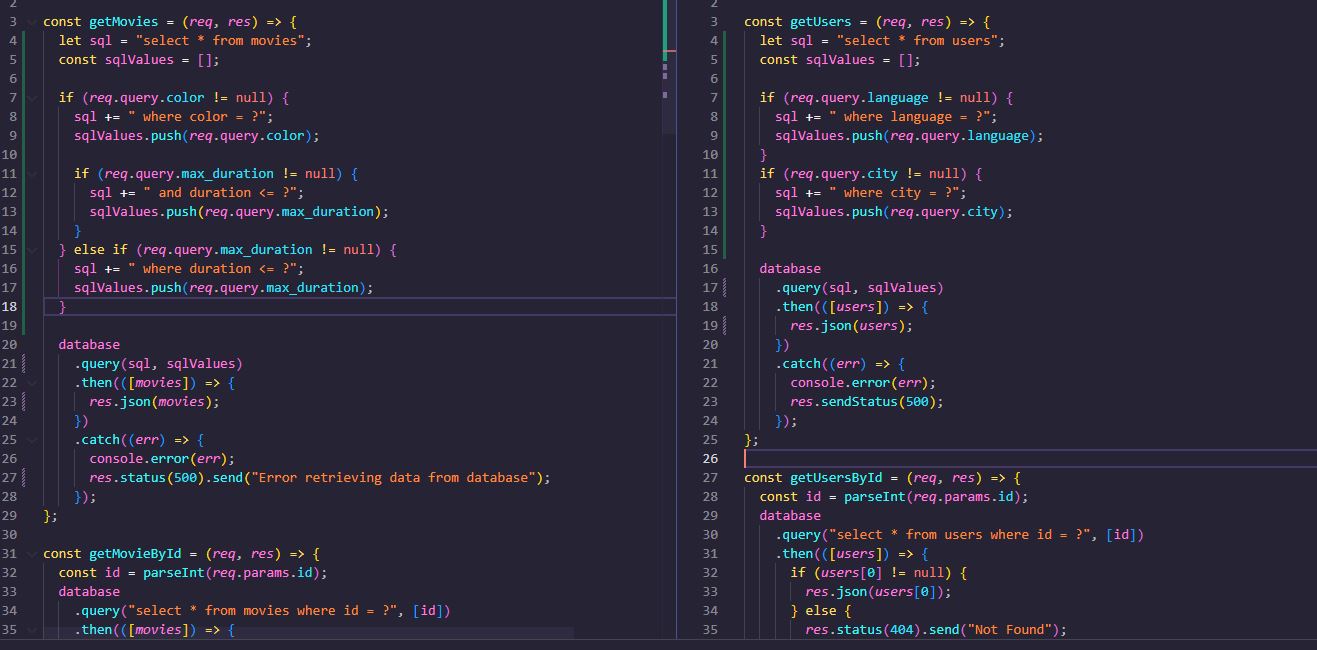 2
3 const getMovies = (req, res) => {
4 let sql = "select * from movies";
5 const sqlValues = [];
6
7 if (req.query.color != null) {
8 sql += " where color = ?";
9 sqlValues.push(req.query.color);
10
11 if (req.query.max_duration != null) {
12 sql += " and duration <= ?";
13 sqlValues.push(req.query.max_duration);
14 }
15 } else if (req.query.max_duration != null) {
16 sql += " where duration <= ?";
17 sqlValues.push(req.query.max_duration);
18 }
19
20 database
21 .query(sql, sqlValues)
22 .then(([movies]) => {
23 res.json(movies);
24 })
25 .catch((err) => {
26 console.error(err);
27 res.status(500).send("Error retrieving data from database");
28 });
29 };
30
31 const getMovieById = (req, res) => {
32 const id = parseInt(req.params.id);
33 database
34 .query("select * from movies where id = ?", [id])
35 .then(([movies]) => {
2
3 const getUsers = (req, res) => {
4 let sql = "select * from users";
5 const sqlValues = [];
6
7 if (req.query.language != null) {
8 sql += " where language = ?";
9 sqlValues.push(req.query.language);
10 }
11 if (req.query.city != null) {
12 sql += " where city = ?";
13 sqlValues.push(req.query.city);
14 }
15
16 database
17 .query(sql, sqlValues)
18 .then(([users]) => {
19 res.json(users);
20 })
21 .catch((err) => {
22 console.error(err);
23 res.sendStatus(500);
24 });
25 };
26
27 const getUsersById = (req, res) => {
28 const id = parseInt(req.params.id);
29 database
30 .query("select * from users where id = ?", [id])
31 .then(([users]) => {
32 if (users[0] != null) {
33 res.json(users[0]);
34 } else {
35 res.status(404).send("Not Found");